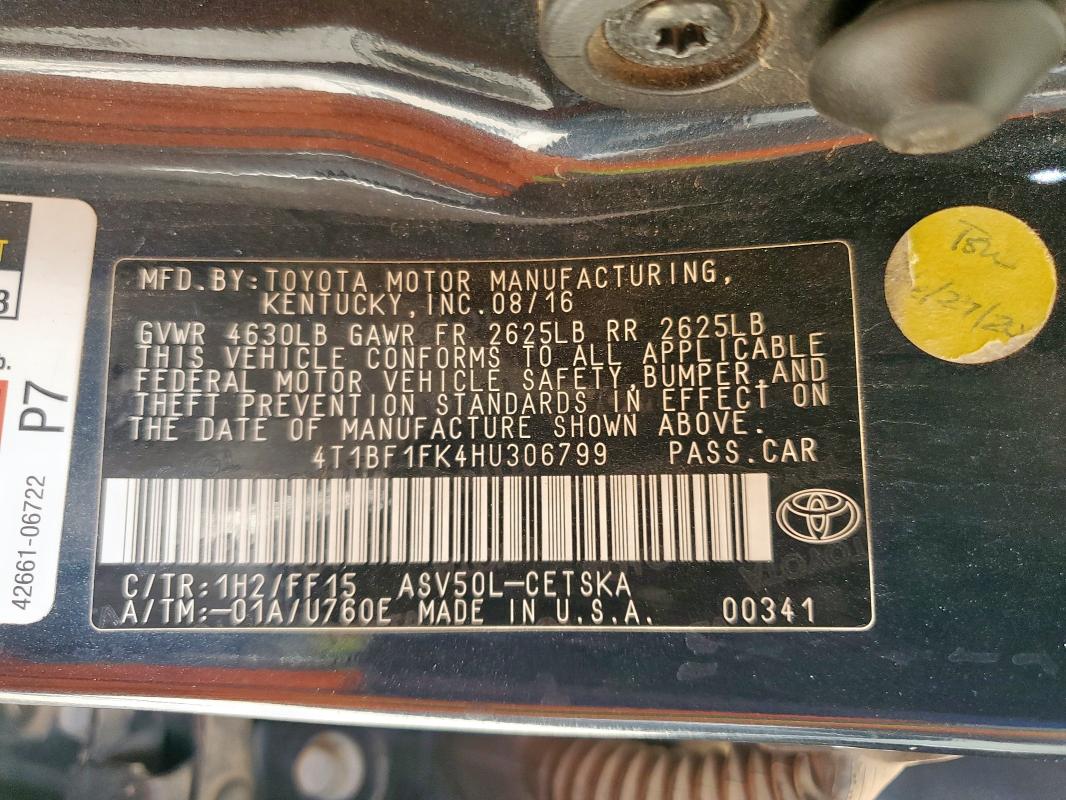 MFD.BY:TOYOTA MOTOR MANUFACTURING,
KENTUCKY,INC.08/16
GVWR 4630LB GAWR FR 2625LB RR 2625LB
THIS VEHICLE CONFORMS TO ALL APPLICABLE
FEDERAL MOTOR VEHICLE SAFETY,BUMPER,AND
THEFT PREVENTION STANDARDS IN EFFECT ON
THE DATE OF MANUFACTURE SHOWN ABOVE.
4T1BF1FK4HU306799 PASS.CAR
C/TR:1H2/FF15 ASV50L-CETSKA
A/TM:-01A/U760E MADE IN U.S.A. 00341
P7
42661-06722